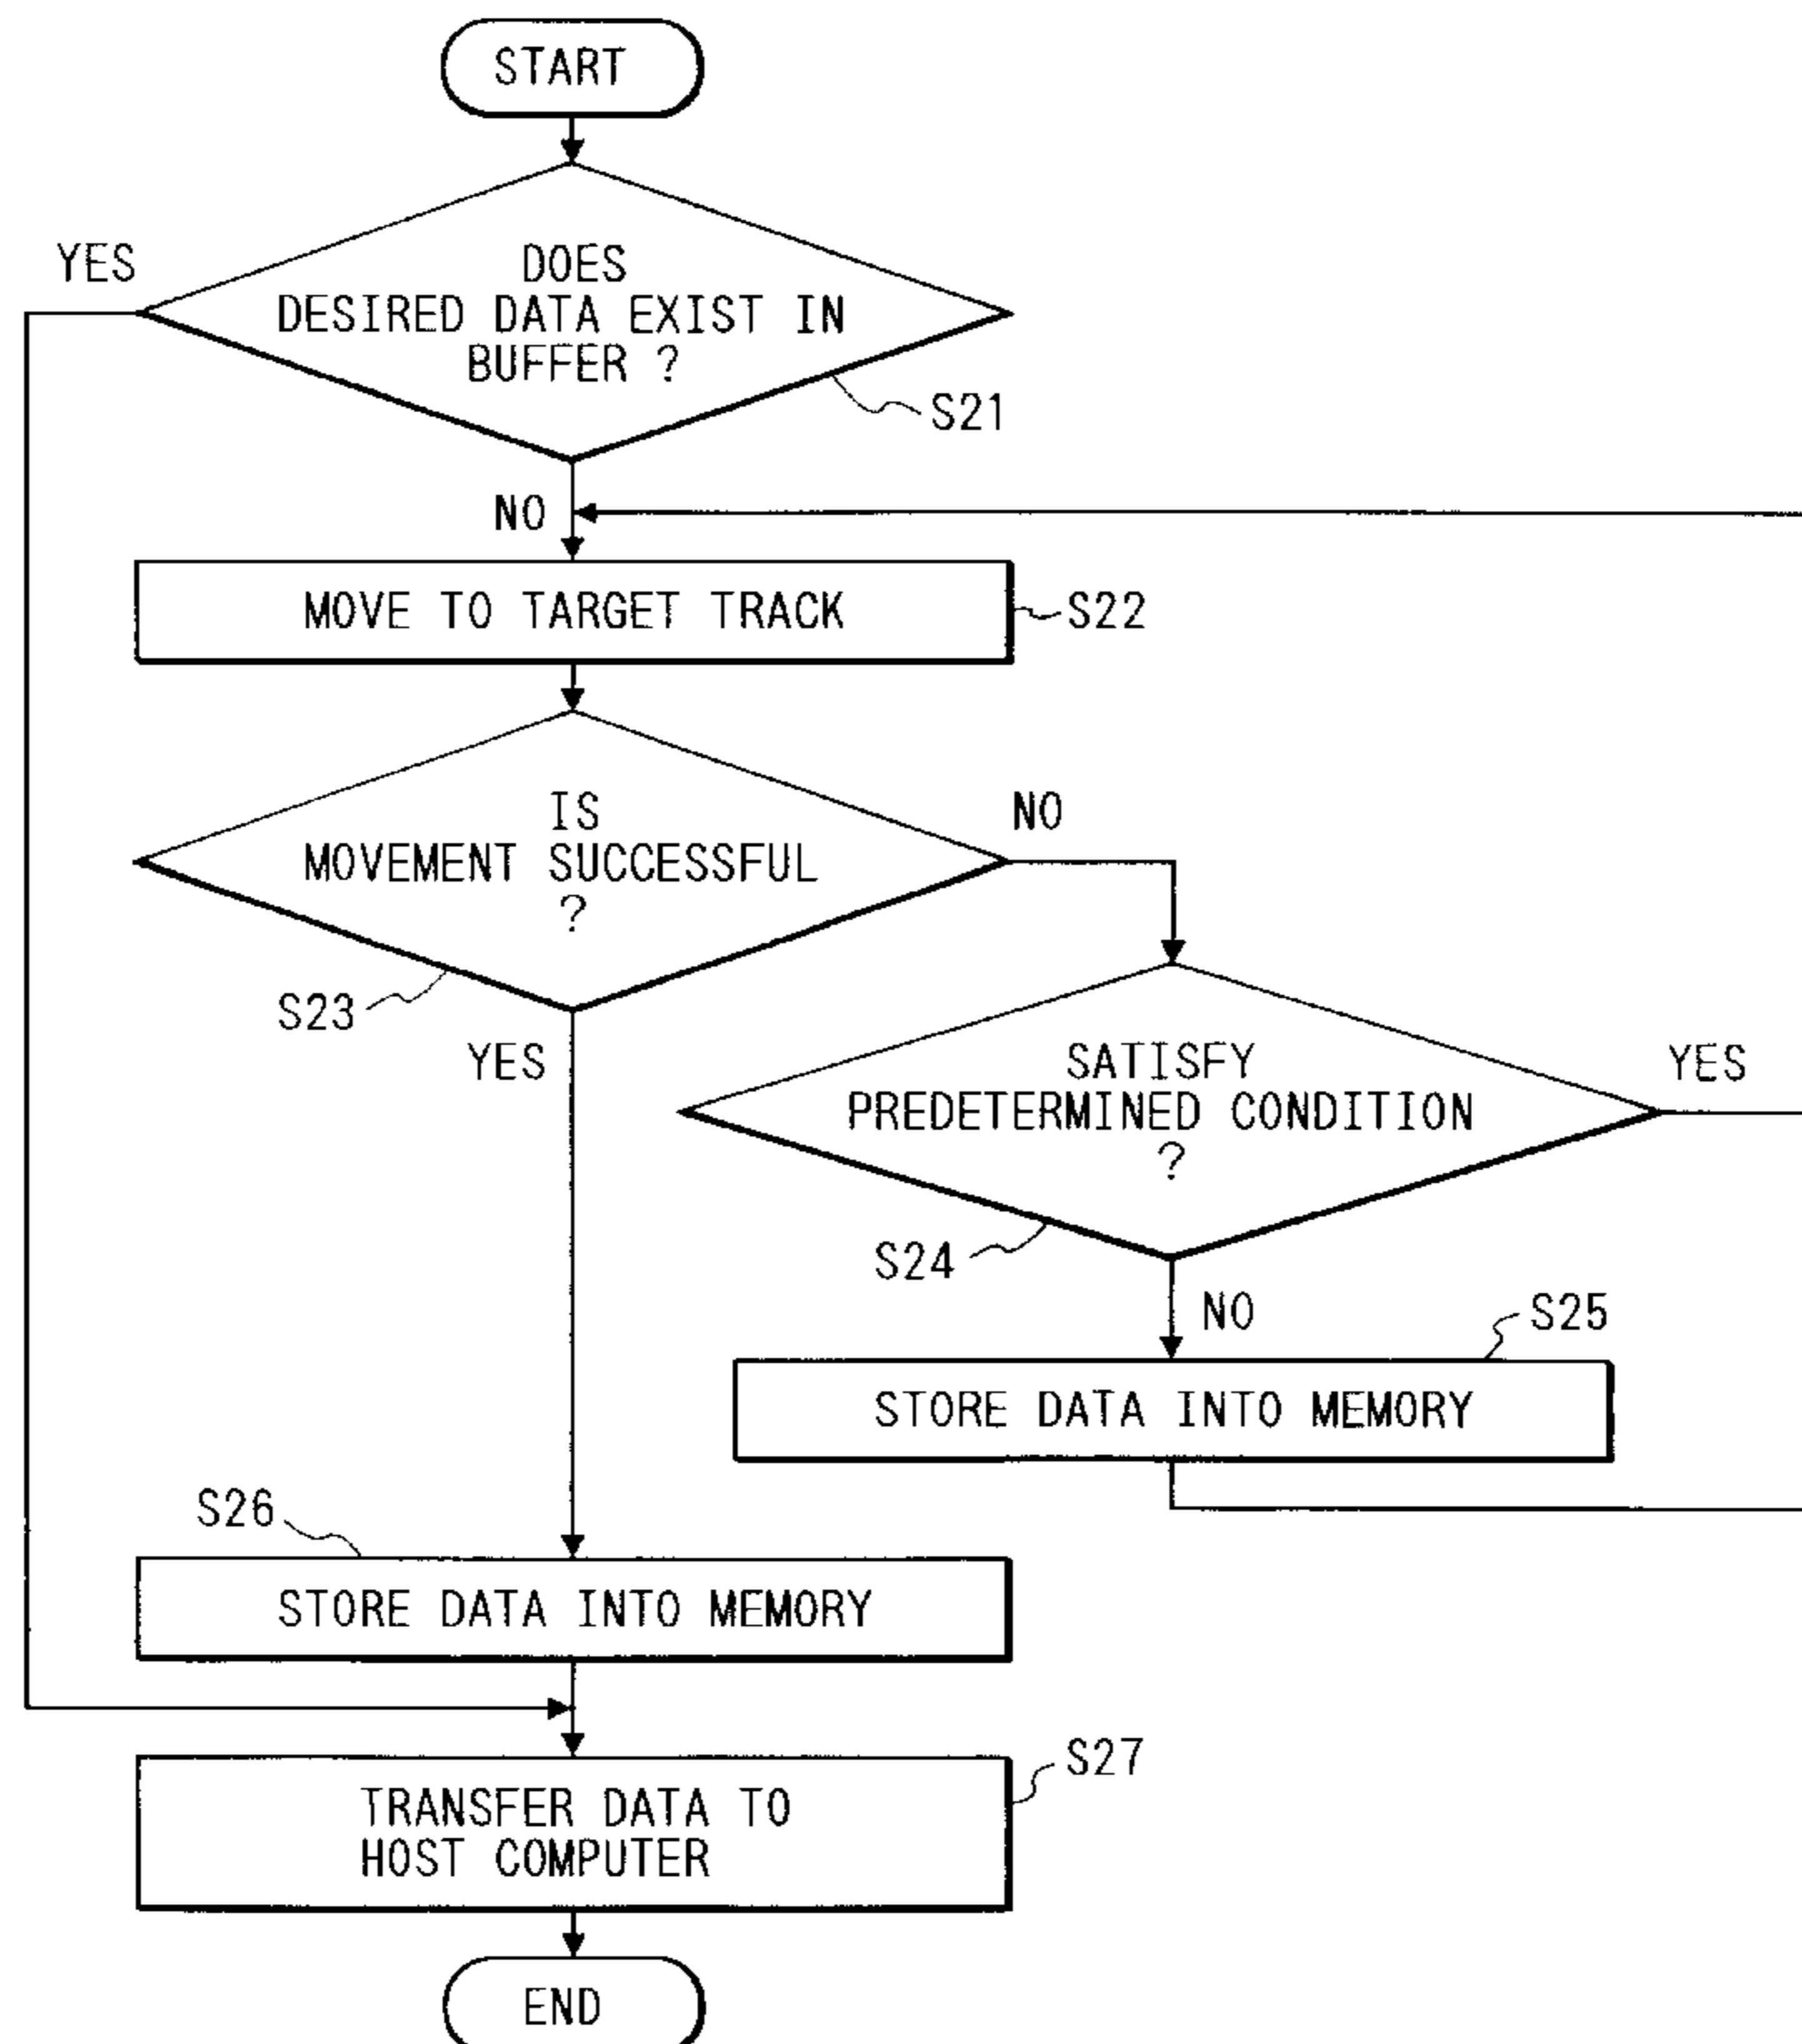 START
YES
DOES
DESIRED DATA EXIST IN
BUFFER ?
S21
NO
MOVE TO TARGET TRACK
S22
IS
MOVEMENT SUCCESSFUL
?
NO
S23
YES
SATISFY
PREDETERMINED CONDITION
?
YES
S24
NO
S25
STORE DATA INTO MEMORY
S26
STORE DATA INTO MEMORY
S27
TRANSFER DATA TO
HOST COMPUTER
END